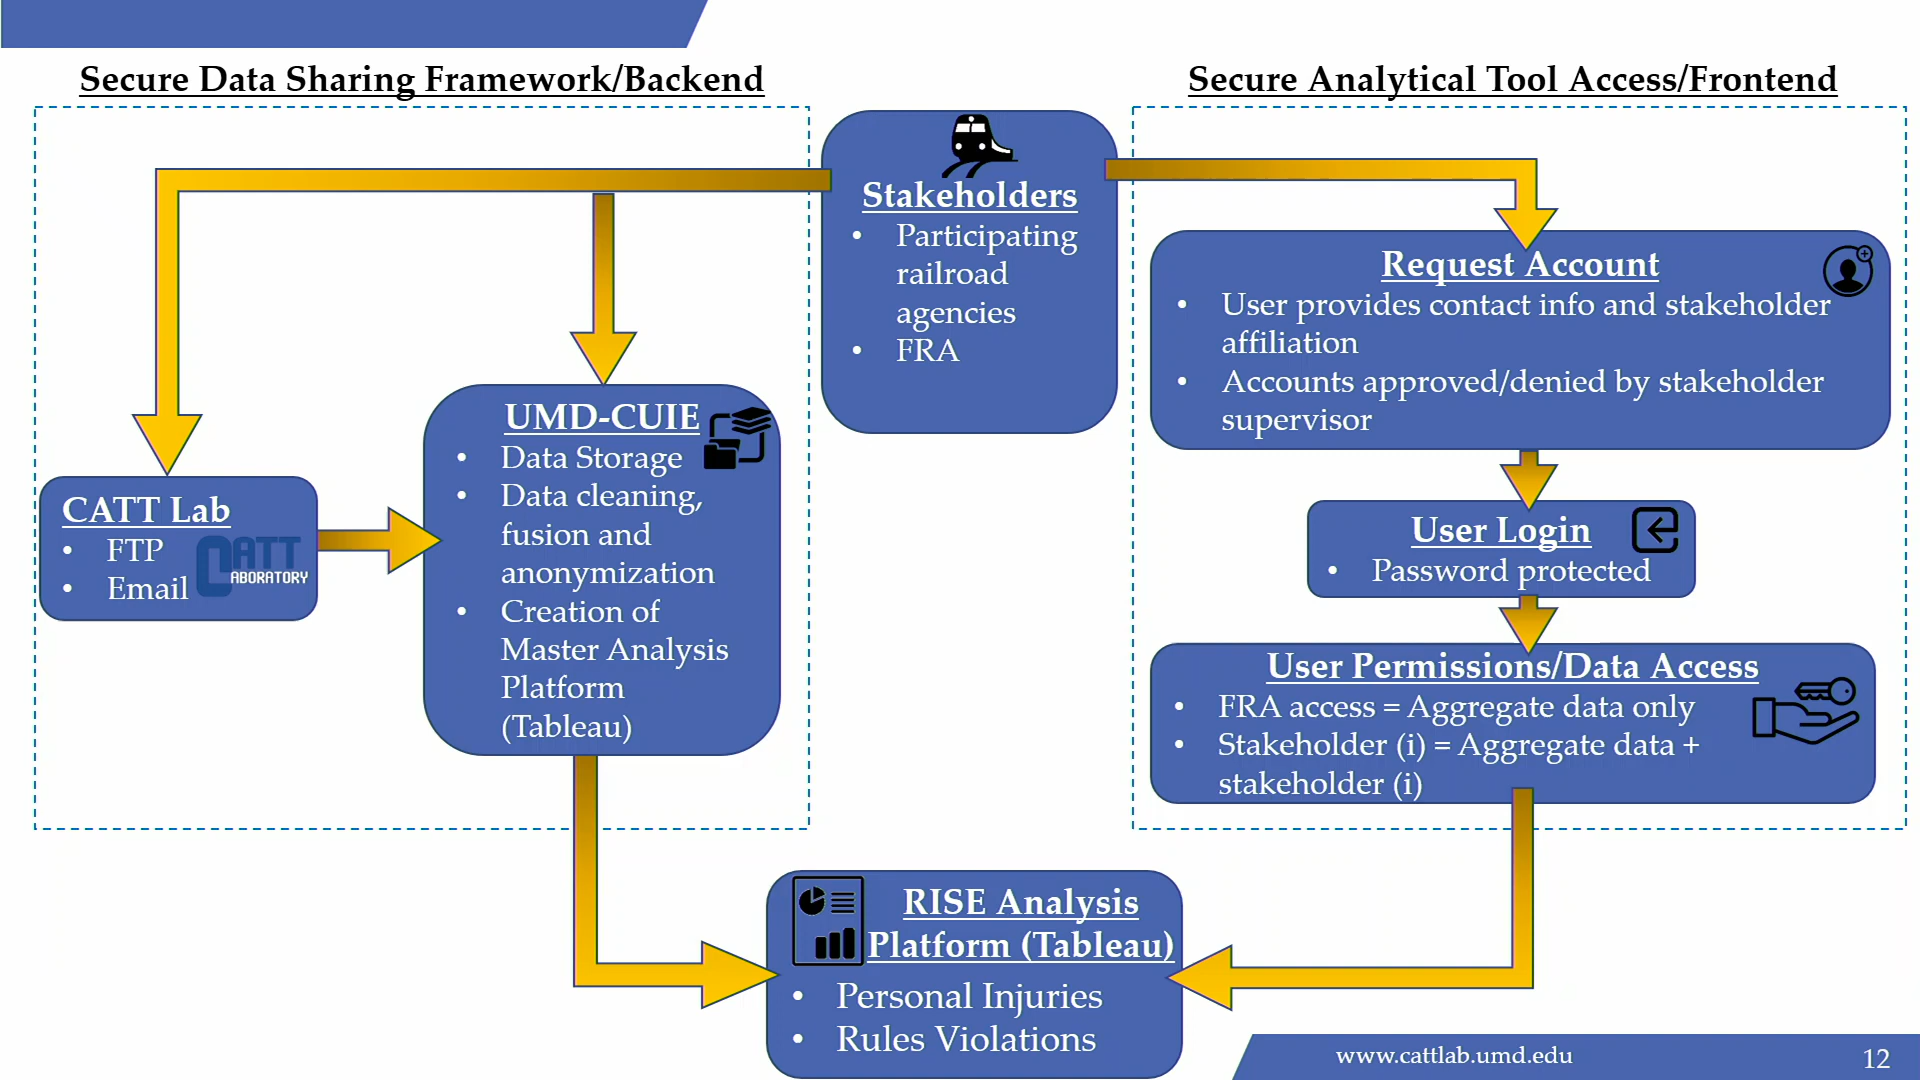 Secure Data Sharing Framework/Backend
Secure Analytical Tool Access/Frontend
Stakeholders
• Participating
railroad
agencies
• FRA
CATT Lab
• FTP
• Email
CATT
LABORATORY
UMD-CUIE
• Data Storage
• Data cleaning,
fusion and
anonymization
• Creation of
Master Analysis
Platform
(Tableau)
Request Account
• User provides contact info and stakeholder
affiliation
• Accounts approved/denied by stakeholder
supervisor
User Login
• Password protected
User Permissions/Data Access
• FRA access = Aggregate data only
• Stakeholder (i) = Aggregate data +
stakeholder (i)
RISE Analysis
Platform (Tableau)
• Personal Injuries
• Rules Violations
www.cattlab.umd.edu
12